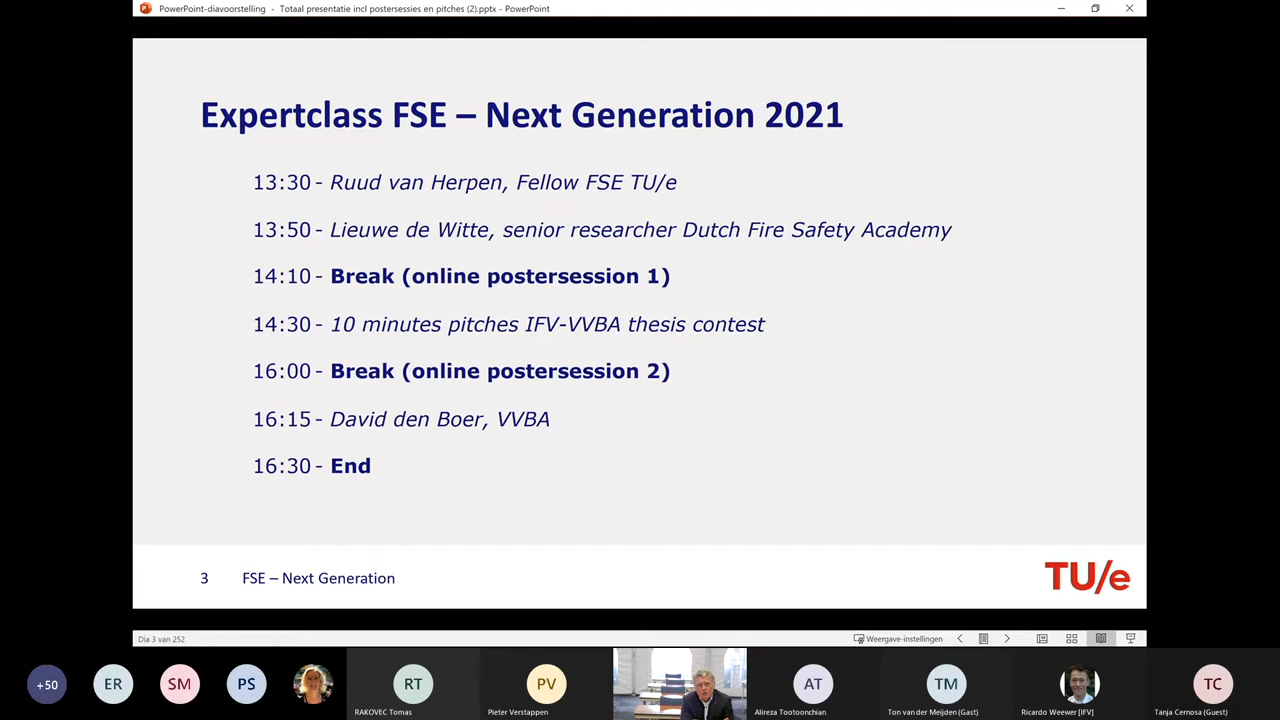 PowerPoint-diavoorstelling - Totaal presentatie incl postersessies en pitches (2).pptx - PowerPoint
Expertclass FSE – Next Generation 2021
13:30 - Ruud van Herpen, Fellow FSE TU/e
13:50 - Lieuwe de Witte, senior researcher Dutch Fire Safety Academy
14:10 - Break (online postersession 1)
14:30 - 10 minutes pitches IFV-VVBA thesis contest
16:00 - Break (online postersession 2)
16:15 - David den Boer, VVBA
16:30 - End
3 FSE – Next Generation
TU/e
Dia 3 van 252
Weergave-instellingen
+50
ER
SM
PS
RT
PV
AT
TM
TC
RAKOVEC Tomas
Pieter Verstappen
Alireza Tootoonchian
Ton van der Meijden (Gast)
Ricardo Weewer [IFV]
Tanja Cernosa (Guest)